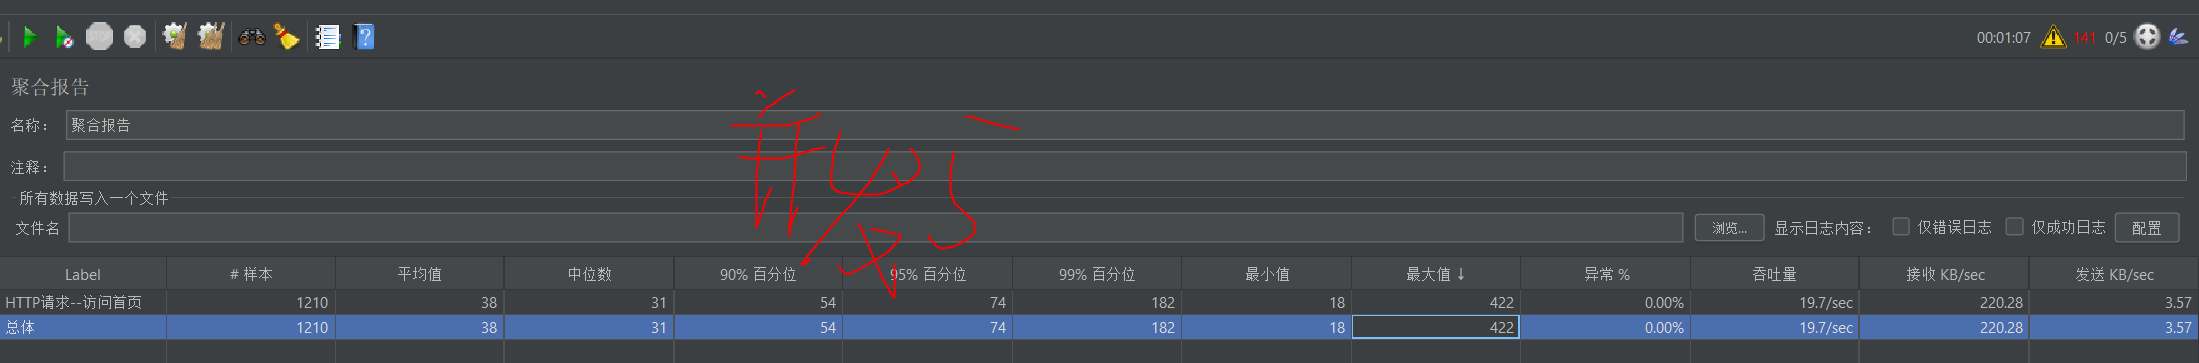 00:01:07 141 0/5
聚合报告
名称： 聚合报告
注释：
所有数据写入一个文件
文件名 浏览... 显示日志内容： 仅错误日志 仅成功日志 配置
Label # 样本 平均值 中位数 90% 百分位 95% 百分位 99% 百分位 最小值 最大值 ↓ 异常 % 吞吐量 接收 KB/sec 发送 KB/sec
HTTP请求--访问首页 1210 38 31 54 74 182 18 422 0.00% 19.7/sec 220.28 3.57
总体 1210 38 31 54 74 182 18 422 0.00% 19.7/sec 220.28 3.57